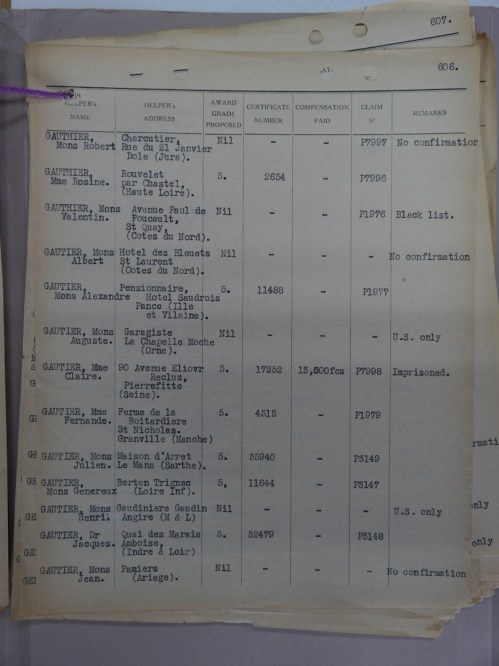 607.
606.
HELPER's NAME HELPER's ADDRESS AWARD GRADE PROPOSED CERTIFICATE NUMBER COMPENSATION PAID CLAIM Nº REMARKS
GAUTHIER, Charcutier, Nil - - P7997 No confirmation
Mons Robert Rue du 21 Janvier
Dole (Jura).
GAUTHIER, Rouvelet 5. 2654 - P7996
Mme Rosine. par Chastel,
(Haute Loire).
GAUTHIER, Mons Avenue Paul de Nil - - P1976 Black list.
Valentin. Foucault,
St Quay,
(Cotes du Nord).
GAUTIER, Mons Hotel des Bleuets Nil - - - No confirmation
Albert St Laurent
(Cotes du Nord).
GAUTIER, Pensionnaire, 5. 11488 - P1977
Mons Alexandre Hotel Saudrois
Pance (Ille
et Vilaine).
GAUTIER, Mons Garagiste Nil - - - U.S. only
Auguste. La Chapelle Moche
(Orne).
GAUTIER, Mme 90 Avenue Eliovr 5. 17252 13,500fcs P7998 Imprisoned.
Claire. Reclus,
Pierrefitte
(Seine).
GAUTIER, Mme Ferme de la 5. 4315 - P1979
Fernande. Boitardiere
St Nicholas.
Granville (Manche)
GAUTIER, Mons Maison d'Arret 5. 35940 - P3149
Julien. Le Mans (Sarthe).
GAUTIER, Berten Trignac 5, 11644 - P3147
Mons Genereux (Loire Inf).
GAUTIER, Mons Gaudiniere Gaudin Nil - - - U.S. only
Henri. Angire (M & L)
GAUTIER, Dr Quai des Marais 5. 32479 - P3148
Jacques. Amboise,
(Indre & Loir)
GAUTIER, Mons Pamiers Nil - - - No confirmation
Jean. (Ariege).
only